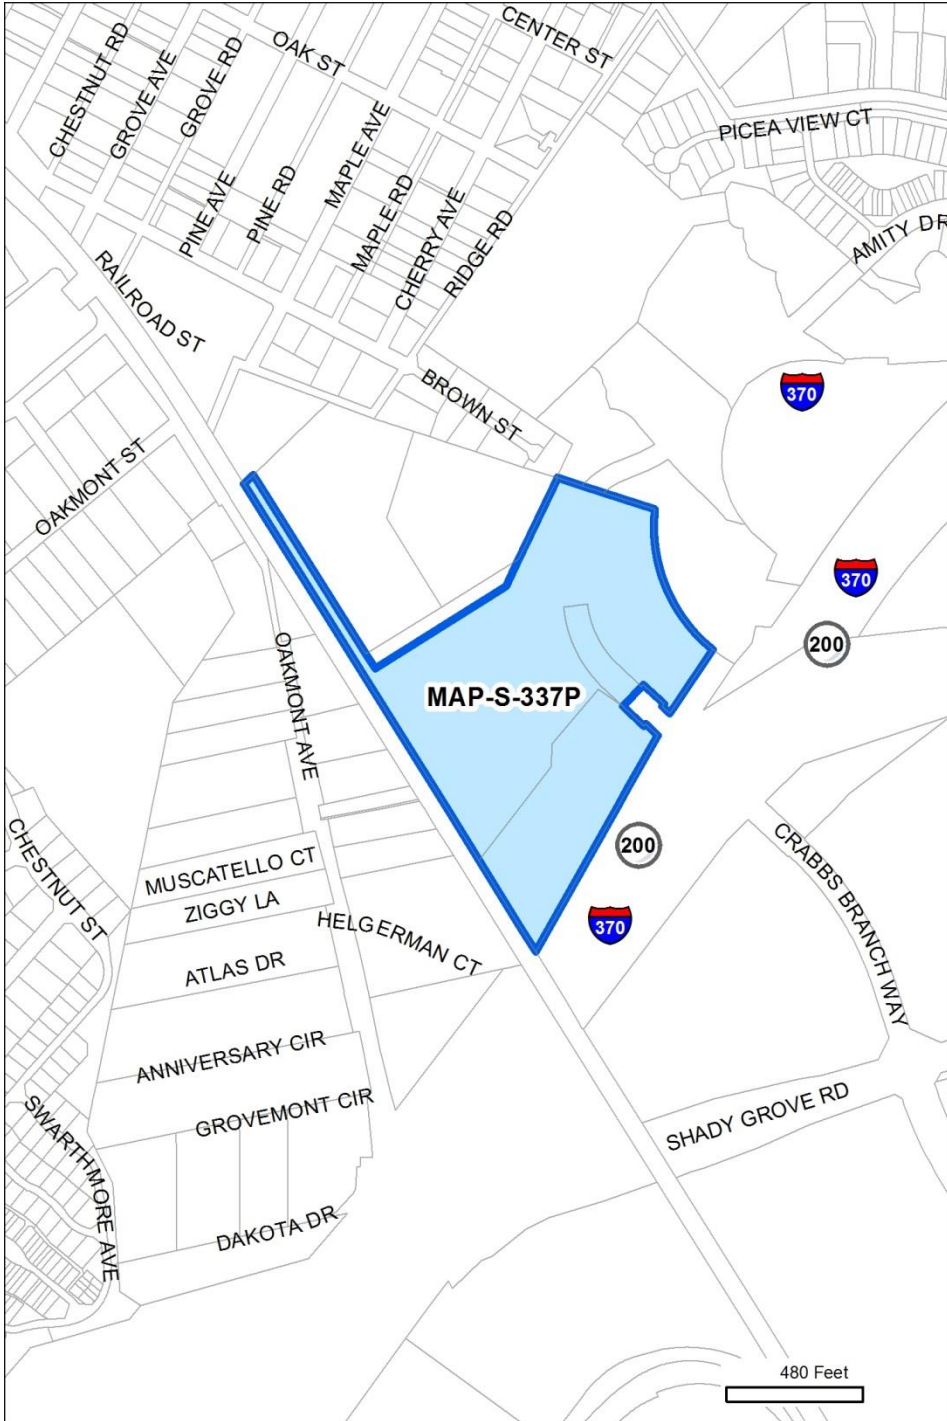 CENTER ST
OAK ST
CHESTNUT RD
GROVE AVE
GROVE RD
PICEA VIEW CT
MAPLE AVE
PINE AVE
PINE RD
MAPLE RD
CHERRY AVE
RIDGE RD
AMITY DR
RAILROAD ST
370
BROWN ST
OAKMONT ST
370
200
OAKMONT AVE
MAP-S-337P
200
CHESTNUT ST
MUSCATELLO CT
ZIGGY LA
HELGERMAN CT
370
CRABBS BRANCH WAY
ATLAS DR
ANNIVERSARY CIR
GROVEMONT CIR
SHADY GROVE RD
SWARTHMORE AVE
DAKOTA DR
480 Feet